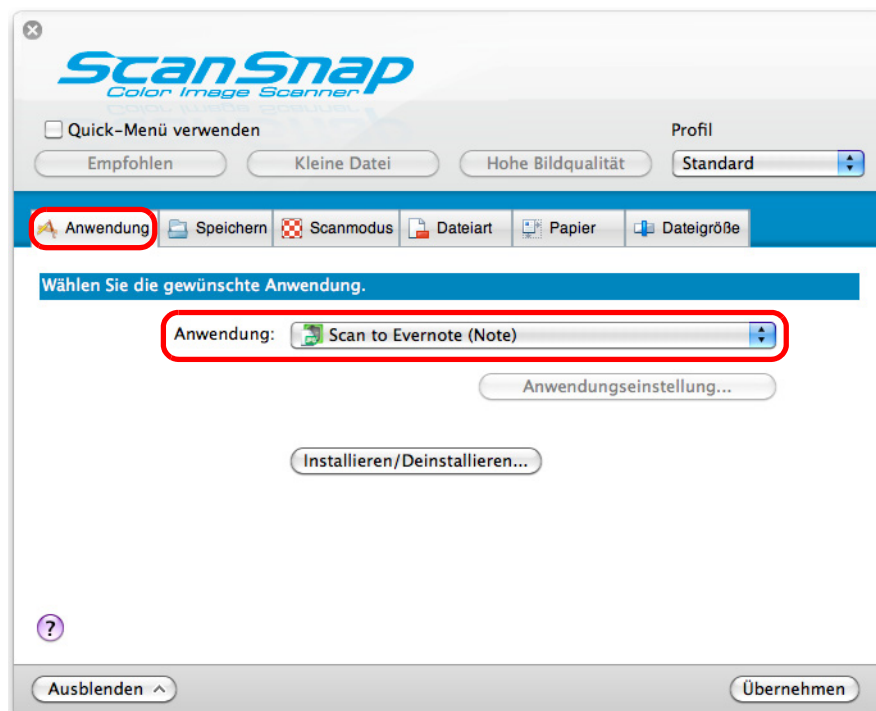 ScanSnap
Color Image Scanner
Quick-Menü verwenden
Profil
Empfohlen Kleine Datei Hohe Bildqualität Standard
Anwendung Speichern Scanmodus Dateiart Papier Dateigröße
Wählen Sie die gewünschte Anwendung.
Anwendung: Scan to Evernote (Note)
Anwendungseinstellung...
Installieren/Deinstallieren...
?
Ausblenden Übernehmen